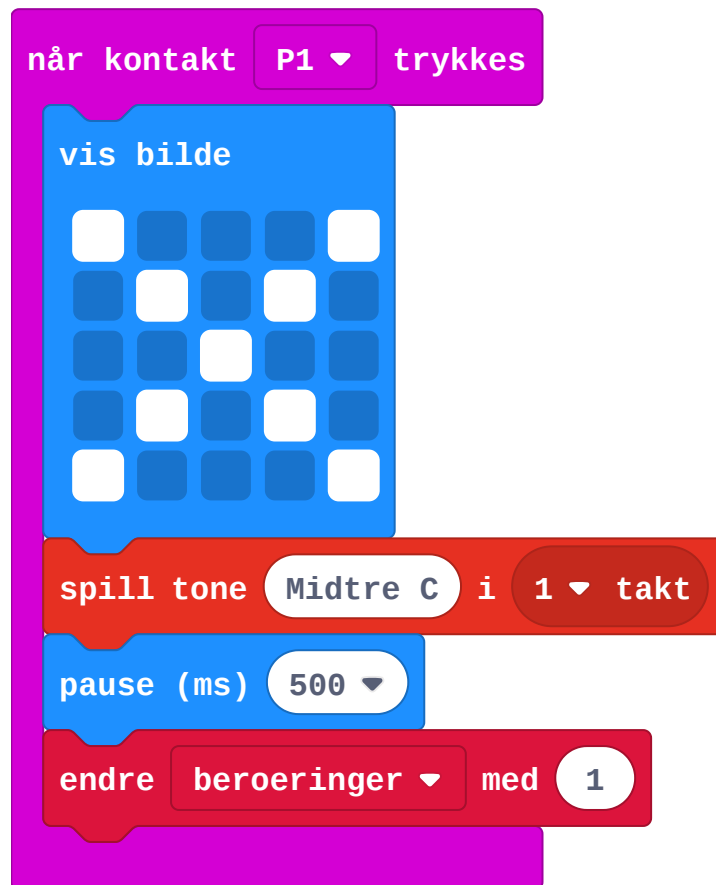 når kontakt P1 trykkes
vis bilde
spill tone Midtre C i 1 takt
pause (ms) 500
endre beroeringer med 1